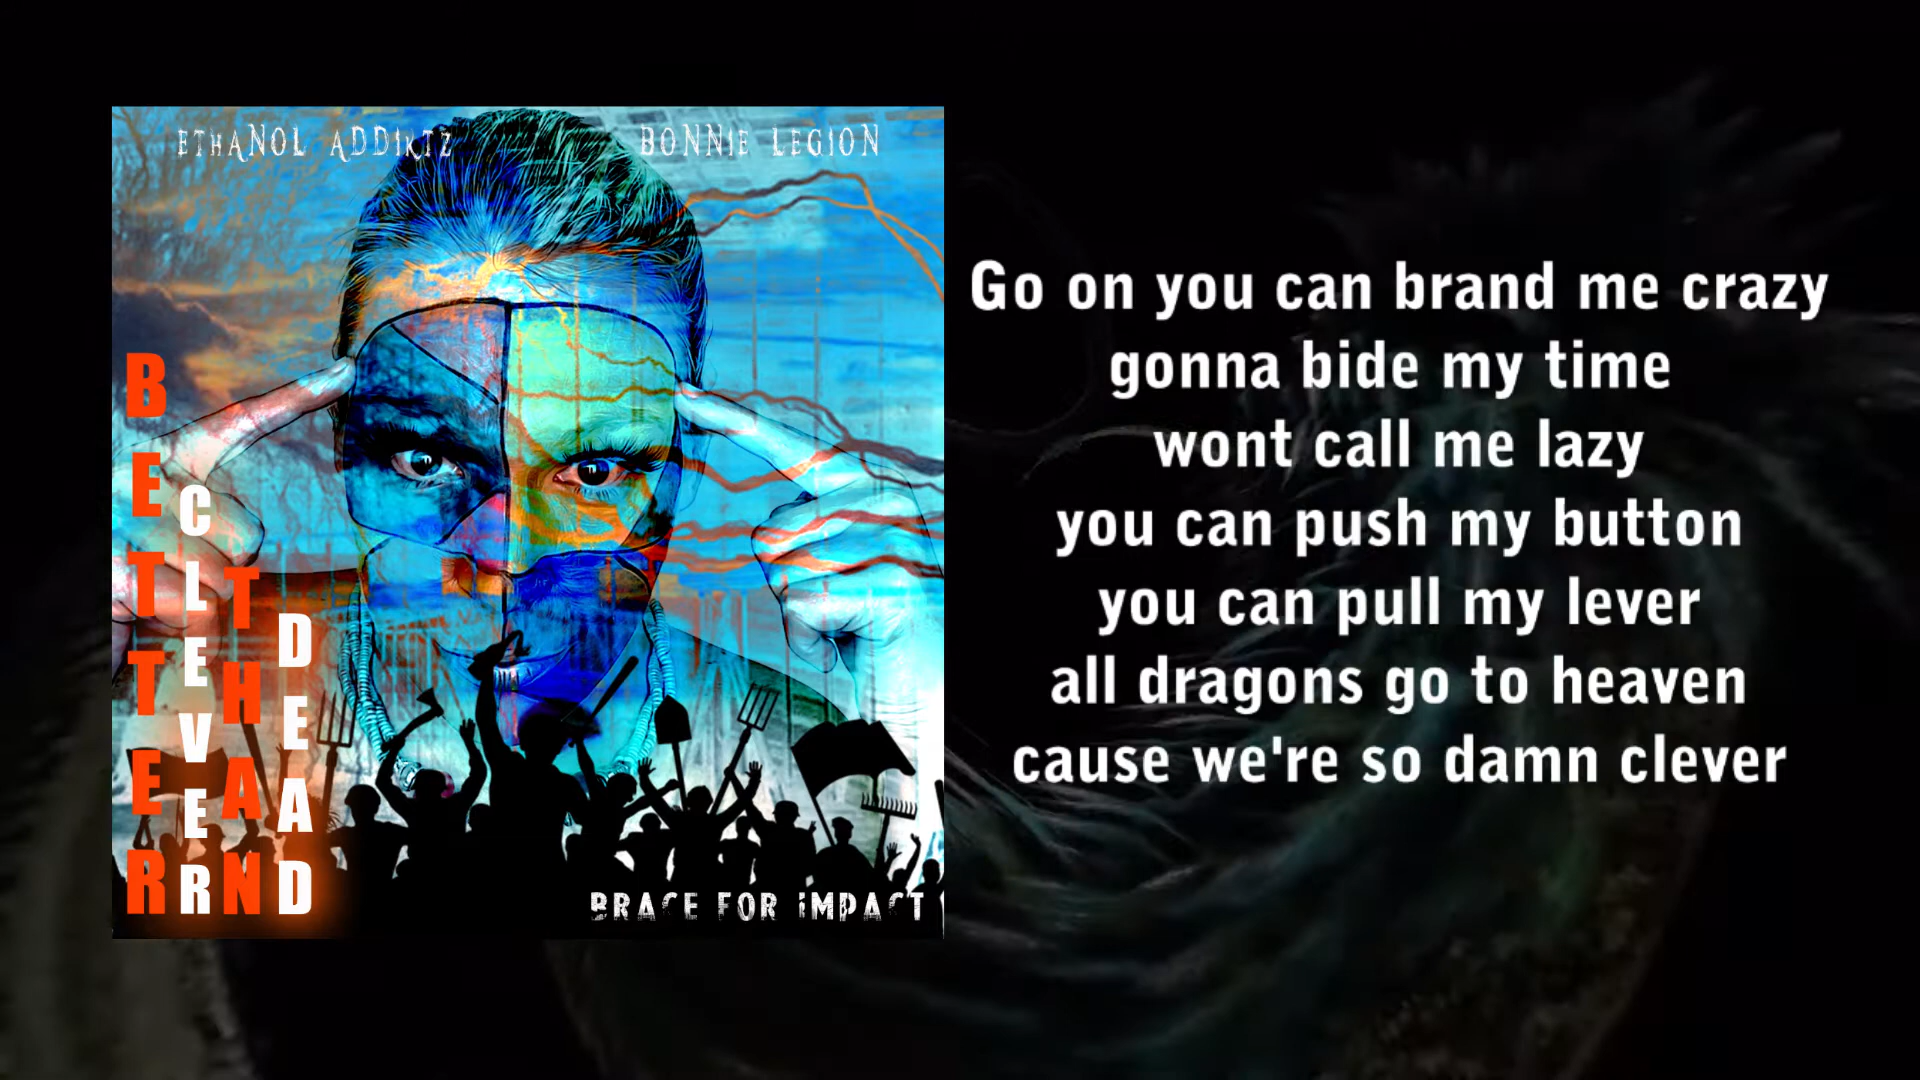 ETHANOL ADDIKTZ
BONNIE LEGION
BETTER
CLEVER
THAN
DEAD
BRACE FOR IMPACT
Go on you can brand me crazy
gonna bide my time
wont call me lazy
you can push my button
you can pull my lever
all dragons go to heaven
cause we're so damn clever